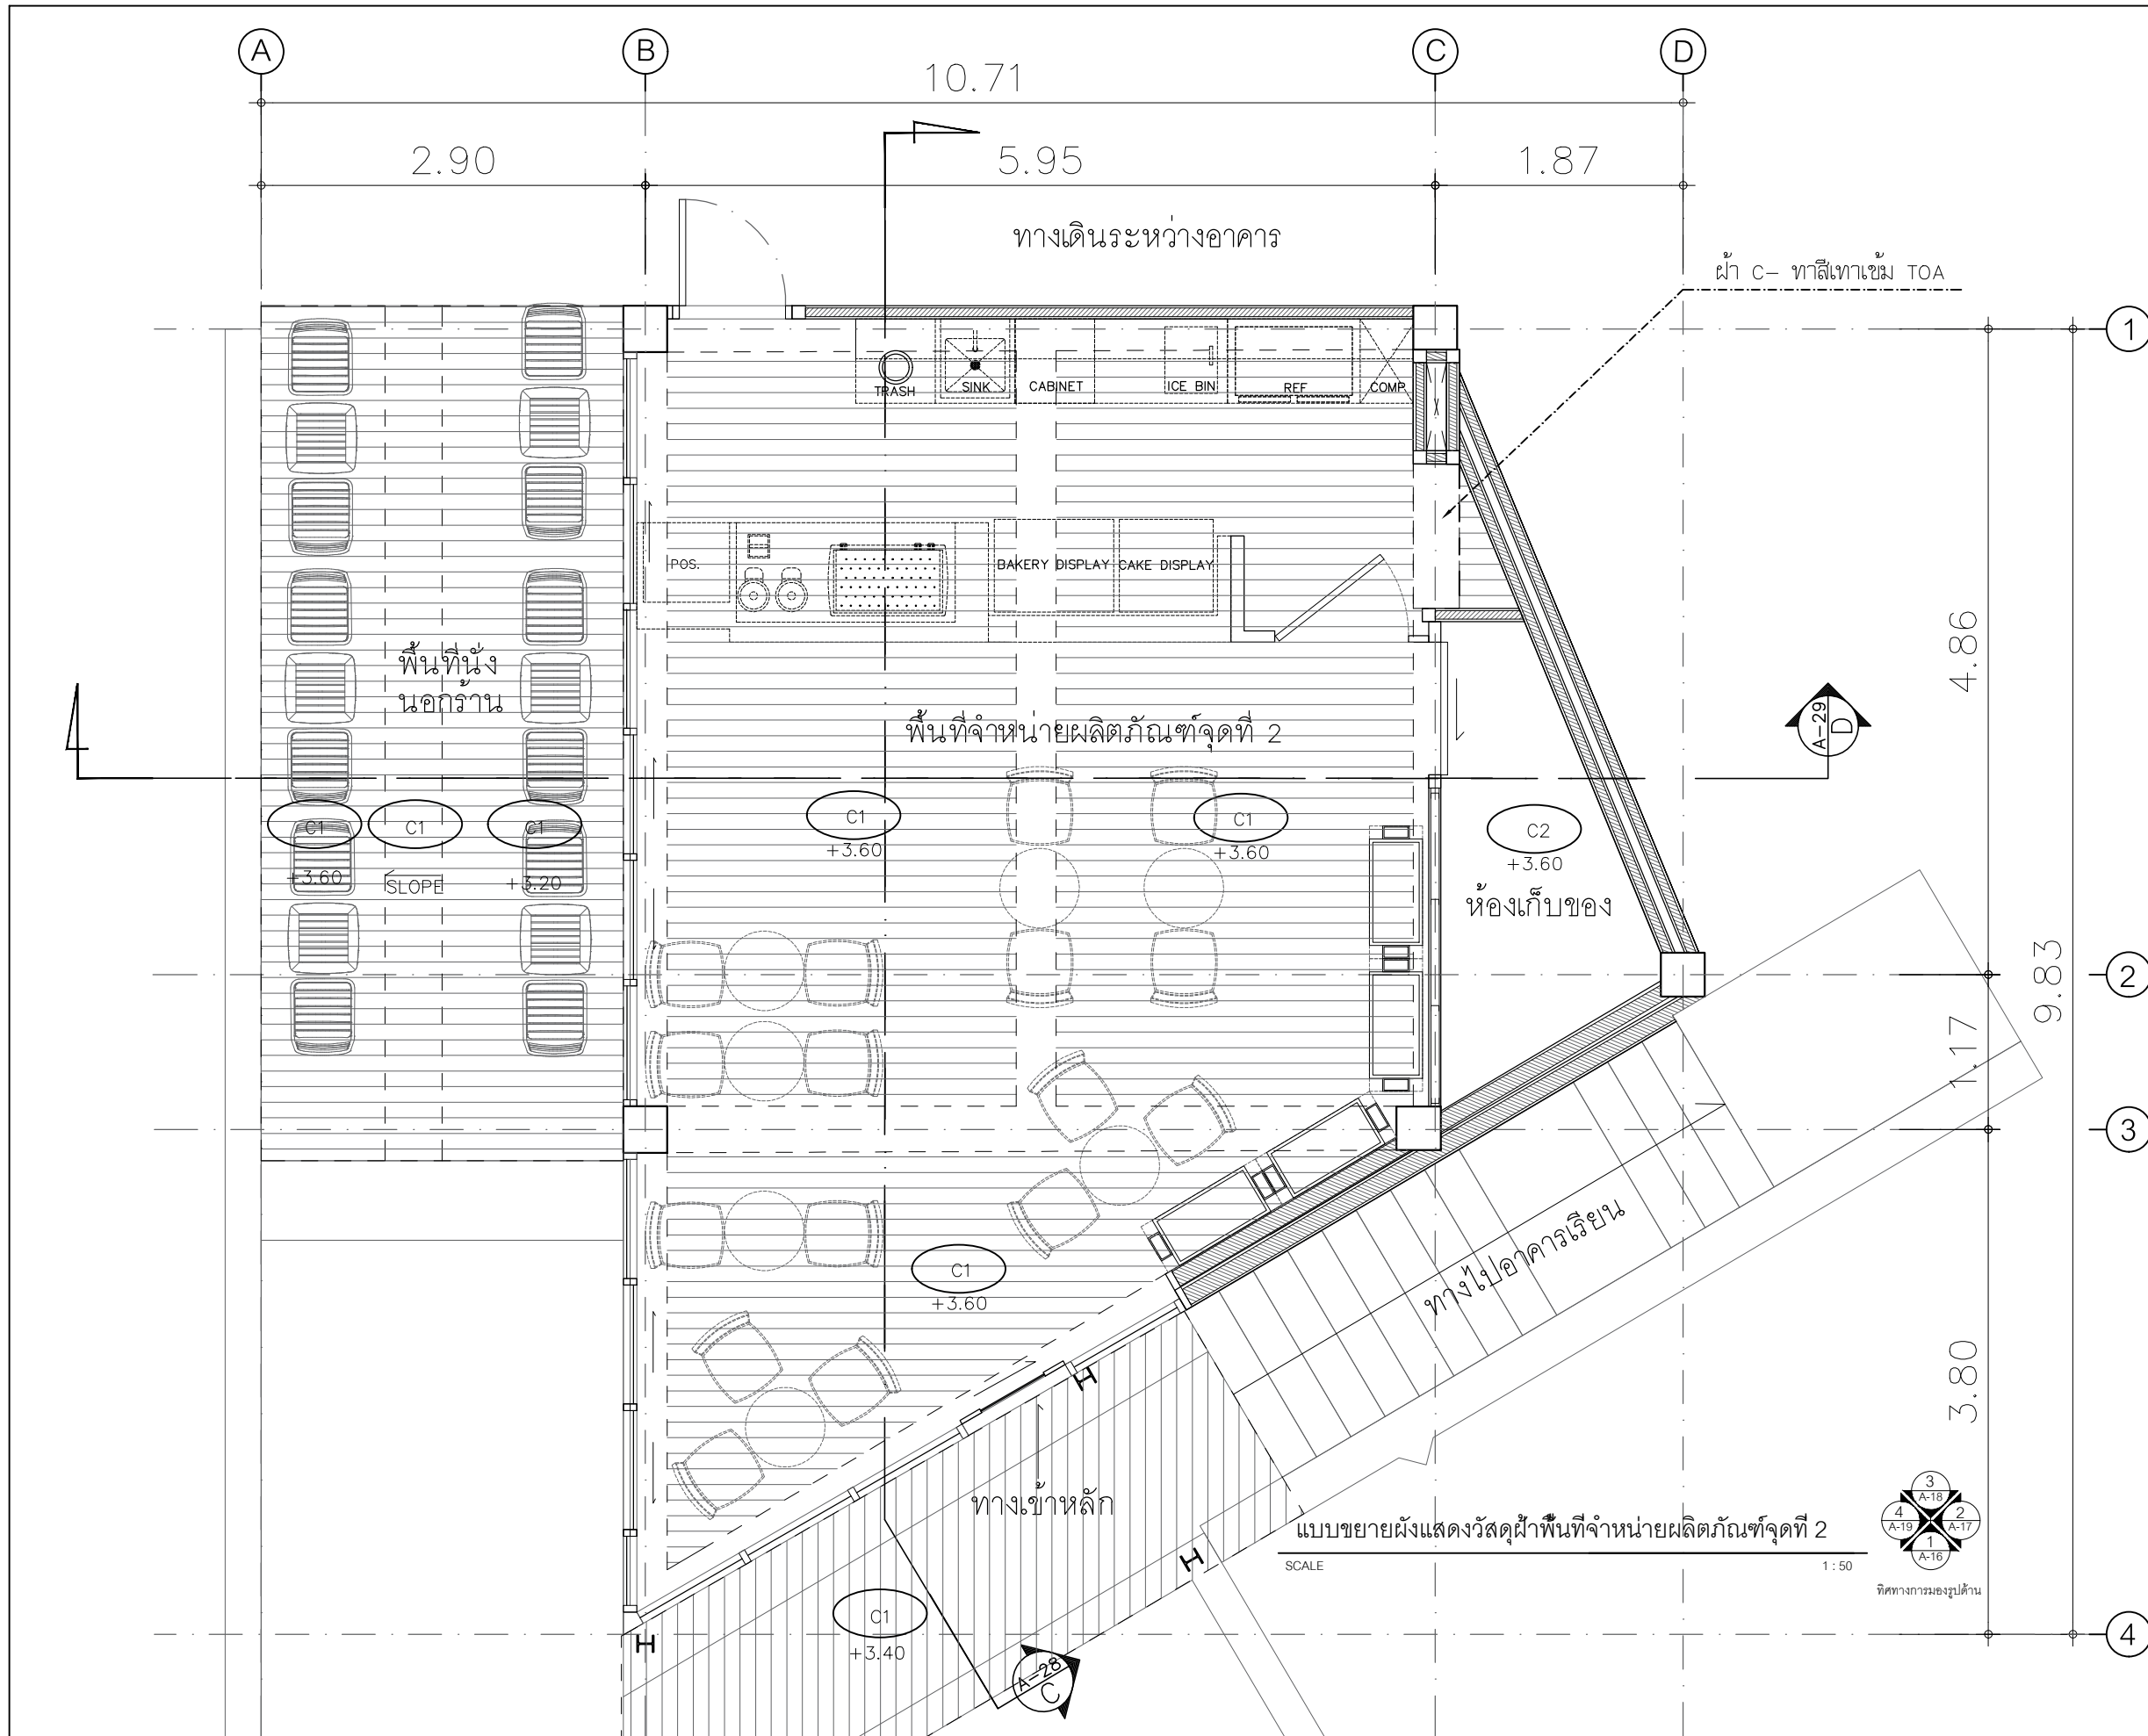 A
B
C
D
10.71
2.90
5.95
1.87
ทางเดินระหว่างอาคาร
ฝ้า C- ทาสีเทาเข้ม TOA
1
TRASH
SINK
CABINET
ICE BIN
REF
COMP.
POS.
BAKERY DISPLAY
CAKE DISPLAY
4.86
พื้นที่นั่ง
นอกร้าน
พื้นที่จำหน่ายผลิตภัณฑ์จุดที่ 2
A-29
D
C1
C1
C1
C1
+3.60
C1
+3.60
C2
+3.60
+3.60
SLOPE
+3.20
ห้องเก็บของ
2
9.83
1.17
3
ทางไปอาคารเรียน
C1
+3.60
3.80
ทางเข้าหลัก
แบบขยายผังแสดงวัสดุฝ้าพื้นที่จำหน่ายผลิตภัณฑ์จุดที่ 2
SCALE
1 : 50
3
A-18
4
A-19
2
A-17
1
A-16
ทิศทางการมองรูปด้าน
C1
+3.40
A-28
C
4